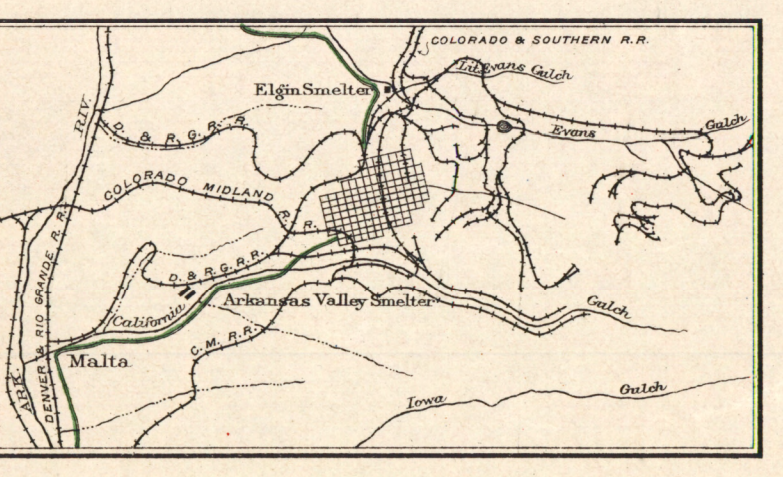 COLORADO & SOUTHERN R.R.
Lit. Evans Gulch
Elgin Smelter
RIV.
D. & R. G. R. R.
Evans Gulch
COLORADO MIDLAND R. R.
DENVER & RIO GRANDE R. R.
D. & R. G. R. R.
Arkansas Valley Smelter
California Gulch
C. M. R. R.
Malta
ARK.
Iowa Gulch